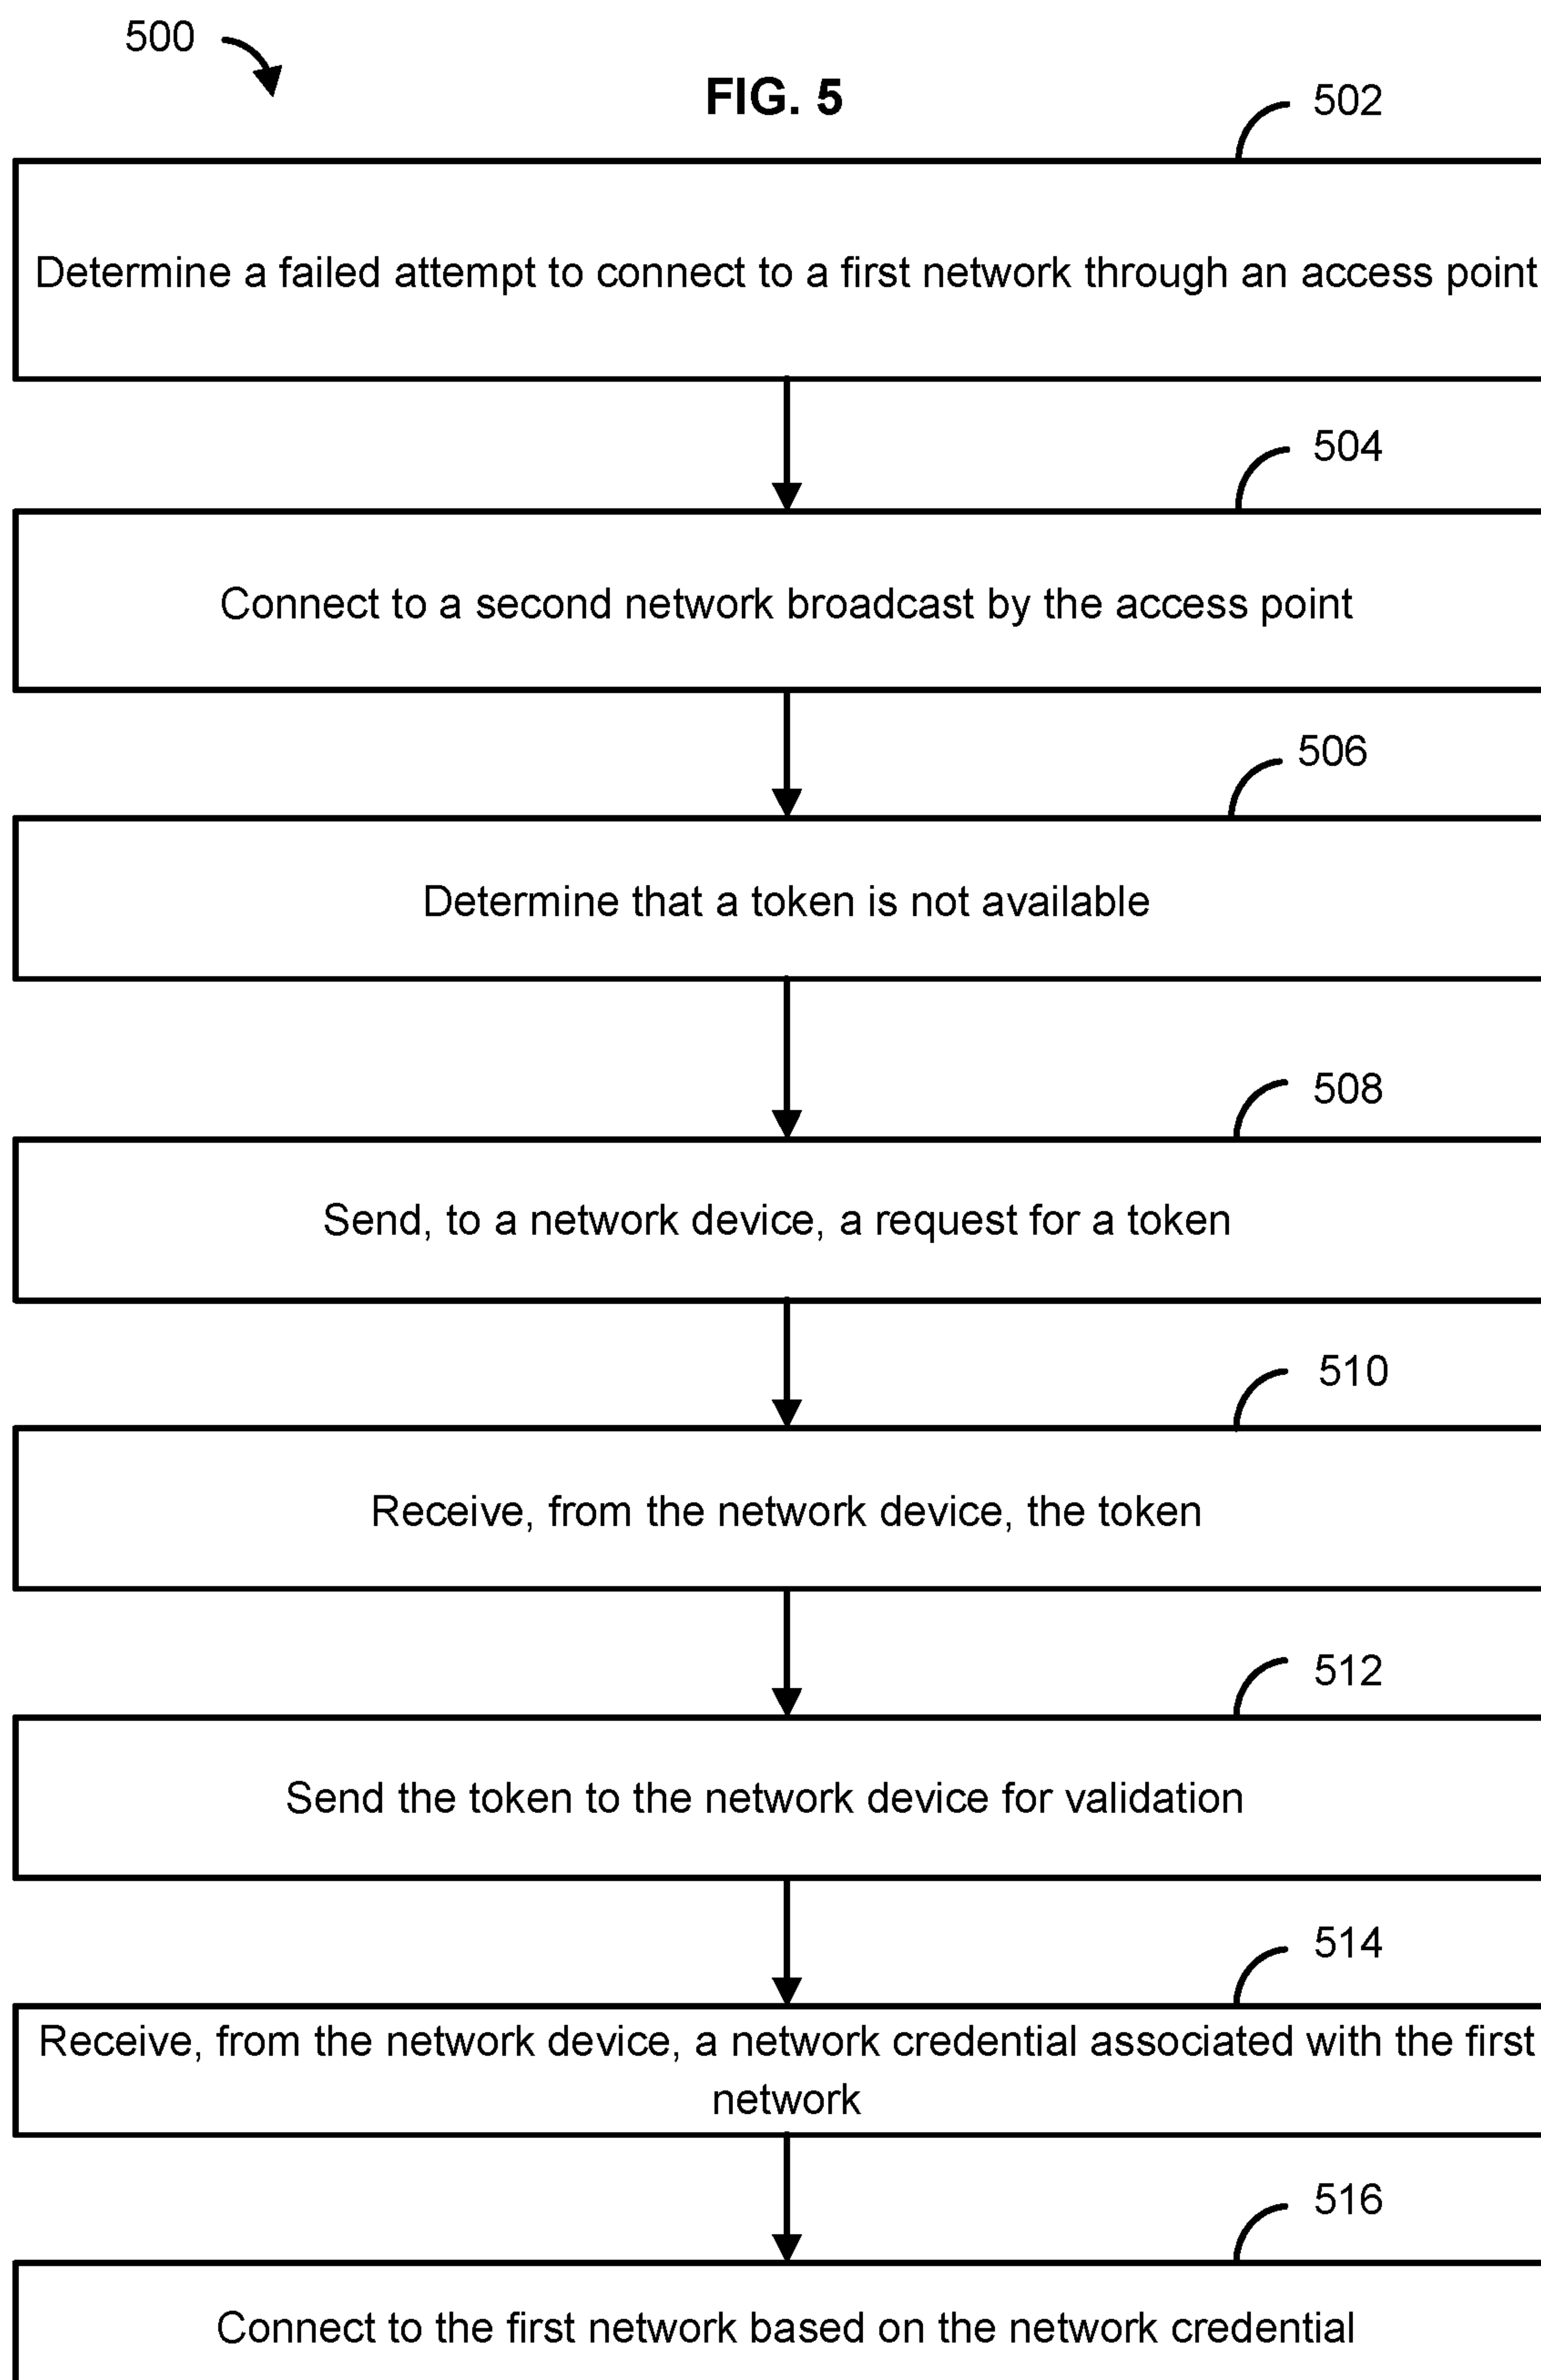 500
FIG. 5
502
Determine a failed attempt to connect to a first network through an access point
504
Connect to a second network broadcast by the access point
506
Determine that a token is not available
508
Send, to a network device, a request for a token
510
Receive, from the network device, the token
512
Send the token to the network device for validation
514
Receive, from the network device, a network credential associated with the first
network
516
Connect to the first network based on the network credential